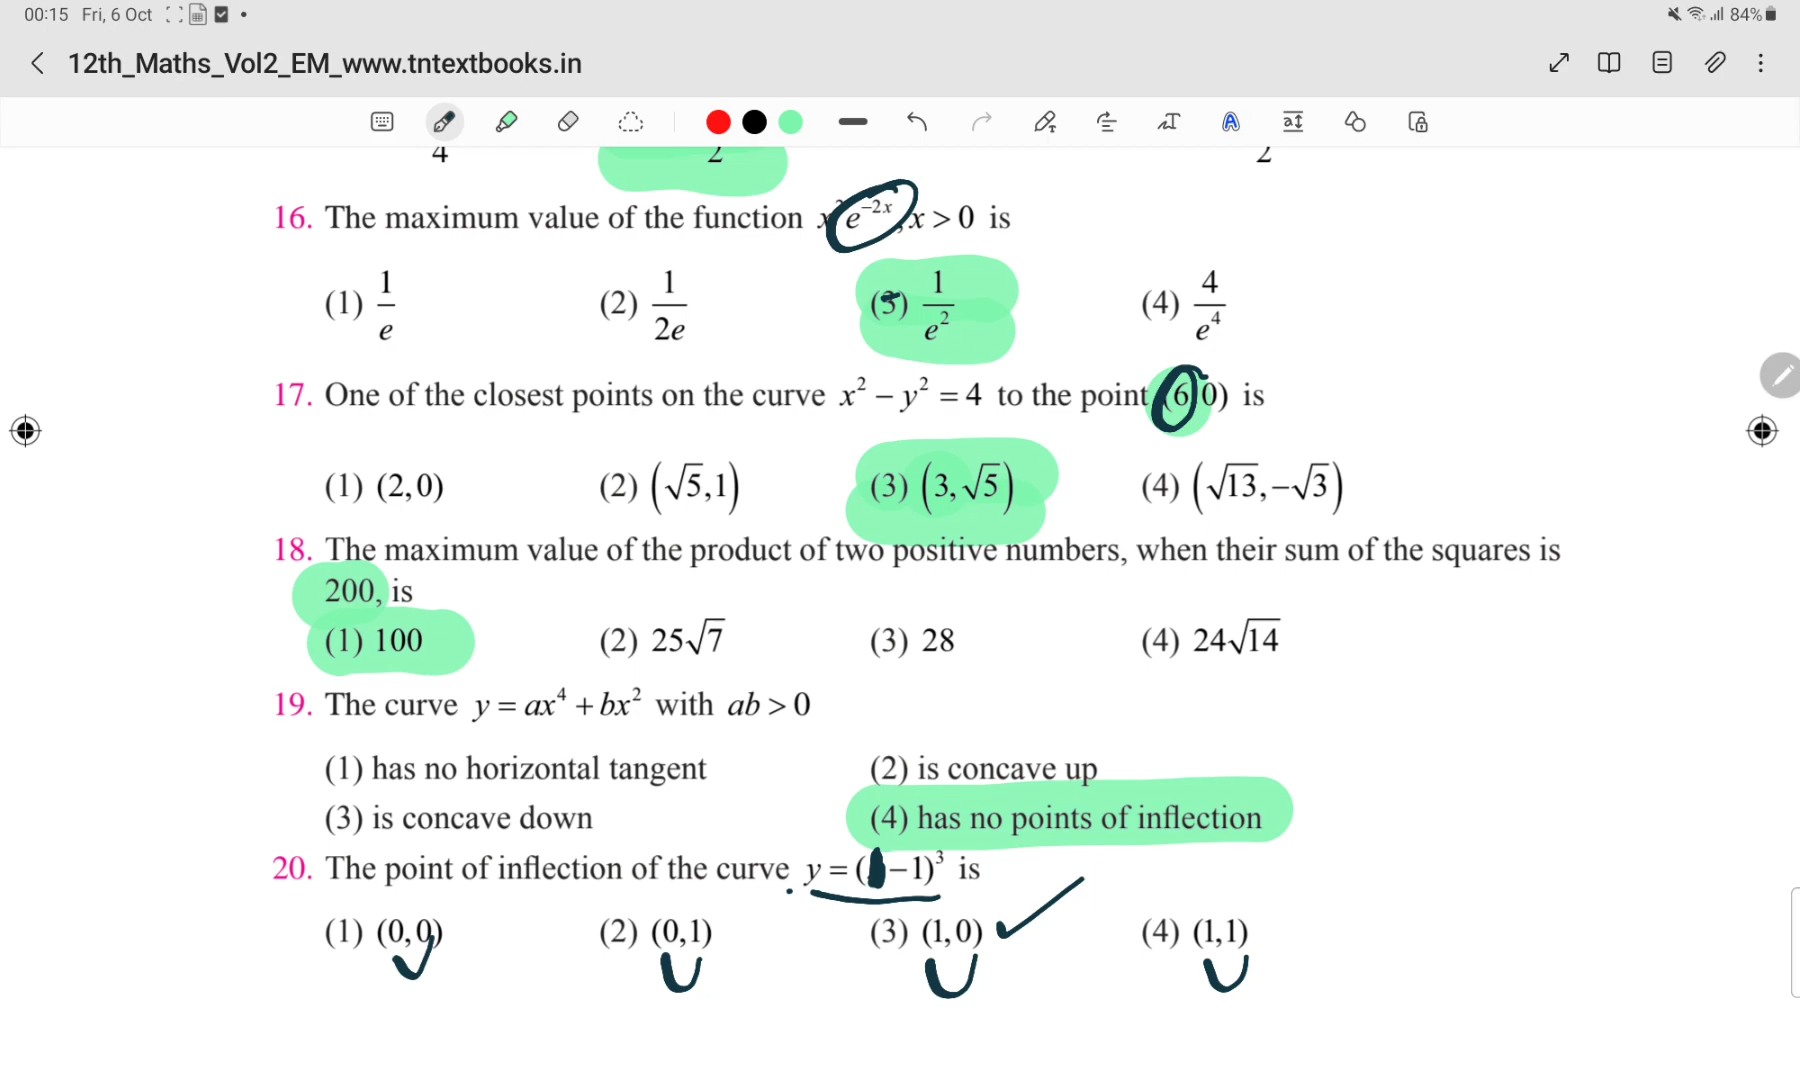 00:15 Fri, 6 Oct
84%
12th_Maths_Vol2_EM_www.tntextbooks.in
4 2 2
16. The maximum value of the function x² e⁻²ˣ, x > 0 is
(1) 1/e (2) 1/2e (3) 1/e² (4) 4/e⁴
17. One of the closest points on the curve x² − y² = 4 to the point (6, 0) is
(1) (2, 0) (2) (√5, 1) (3) (3, √5) (4) (√13, −√3)
18. The maximum value of the product of two positive numbers, when their sum of the squares is
200, is
(1) 100 (2) 25√7 (3) 28 (4) 24√14
19. The curve y = ax⁴ + bx² with ab > 0
(1) has no horizontal tangent (2) is concave up
(3) is concave down (4) has no points of inflection
20. The point of inflection of the curve y = ( − 1)³ is
(1) (0, 0) (2) (0, 1) (3) (1, 0) (4) (1, 1)